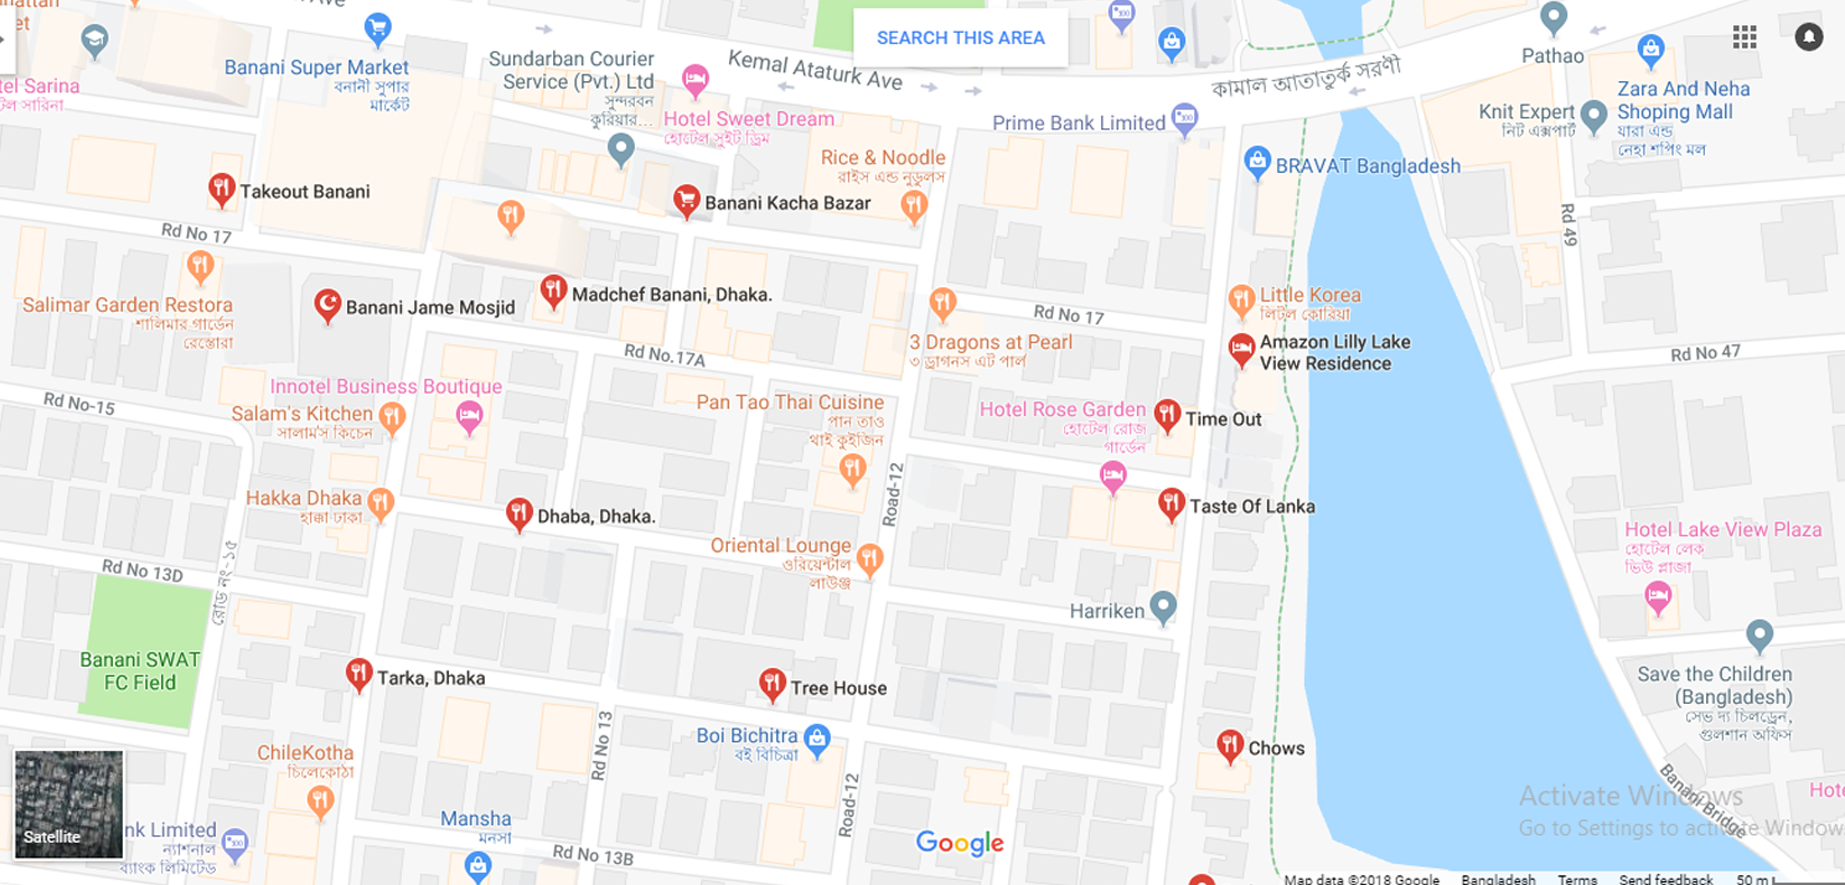 Ave
SEARCH THIS AREA
Kemal Ataturk Ave
কামাল আতাতুর্ক সরণী
Pathao
Zara And Neha
Shoping Mall
যারা এন্ড
নেহা শপিং মল
Knit Expert
নিট এক্সপার্ট
Banani Super Market
বনানী সুপার
মার্কেট
Sundarban Courier
Service (Pvt.) Ltd
সুন্দরবন
কুরিয়ার...
tel Sarina
টেল সারিনা
Hotel Sweet Dream
হোটেল সুইট ড্রিম
Prime Bank Limited
Rice & Noodle
রাইস এন্ড নুডুলস
BRAVAT Bangladesh
Takeout Banani
Banani Kacha Bazar
Rd No 17
Rd 49
Salimar Garden Restora
শালিমার গার্ডেন
রেস্তোরা
Banani Jame Mosjid
Madchef Banani, Dhaka.
Little Korea
লিটল কোরিয়া
Rd No 17
3 Dragons at Pearl
৩ ড্রাগনস এট পার্ল
Amazon Lilly Lake
View Residence
Rd No 47
Rd No.17A
Innotel Business Boutique
Rd No-15
Salam's Kitchen
সালাম'স কিচেন
Pan Tao Thai Cuisine
পান তাও
থাই কুইজিন
Hotel Rose Garden
হোটেল রোজ
গার্ডেন
Time Out
Road-12
Hakka Dhaka
হাক্কা ঢাকা
Dhaba, Dhaka.
Taste Of Lanka
Hotel Lake View Plaza
হোটেল লেক
ভিউ প্লাজা
Oriental Lounge
ওরিয়েন্টাল
লাউঞ্জ
Rd No 13D
রোড নং-১৫
Harriken
Banani SWAT
FC Field
Tarka, Dhaka
Tree House
Save the Children
(Bangladesh)
সেভ দ্য চিলড্রেন,
গুলশান অফিস
Rd No 13
Boi Bichitra
বই বিচিত্রা
Chows
ChileKotha
চিলেকোঠা
Road-12
Banani Bridge
Hote
Activate Windows
Go to Settings to activate Window
Satellite
nk Limited
ন্যাশনাল
ব্যাংক লিমিটেড
Mansha
মনসা
Rd No 13B
Google
Map data ©2018 Google Bangladesh Terms Send feedback 50 m